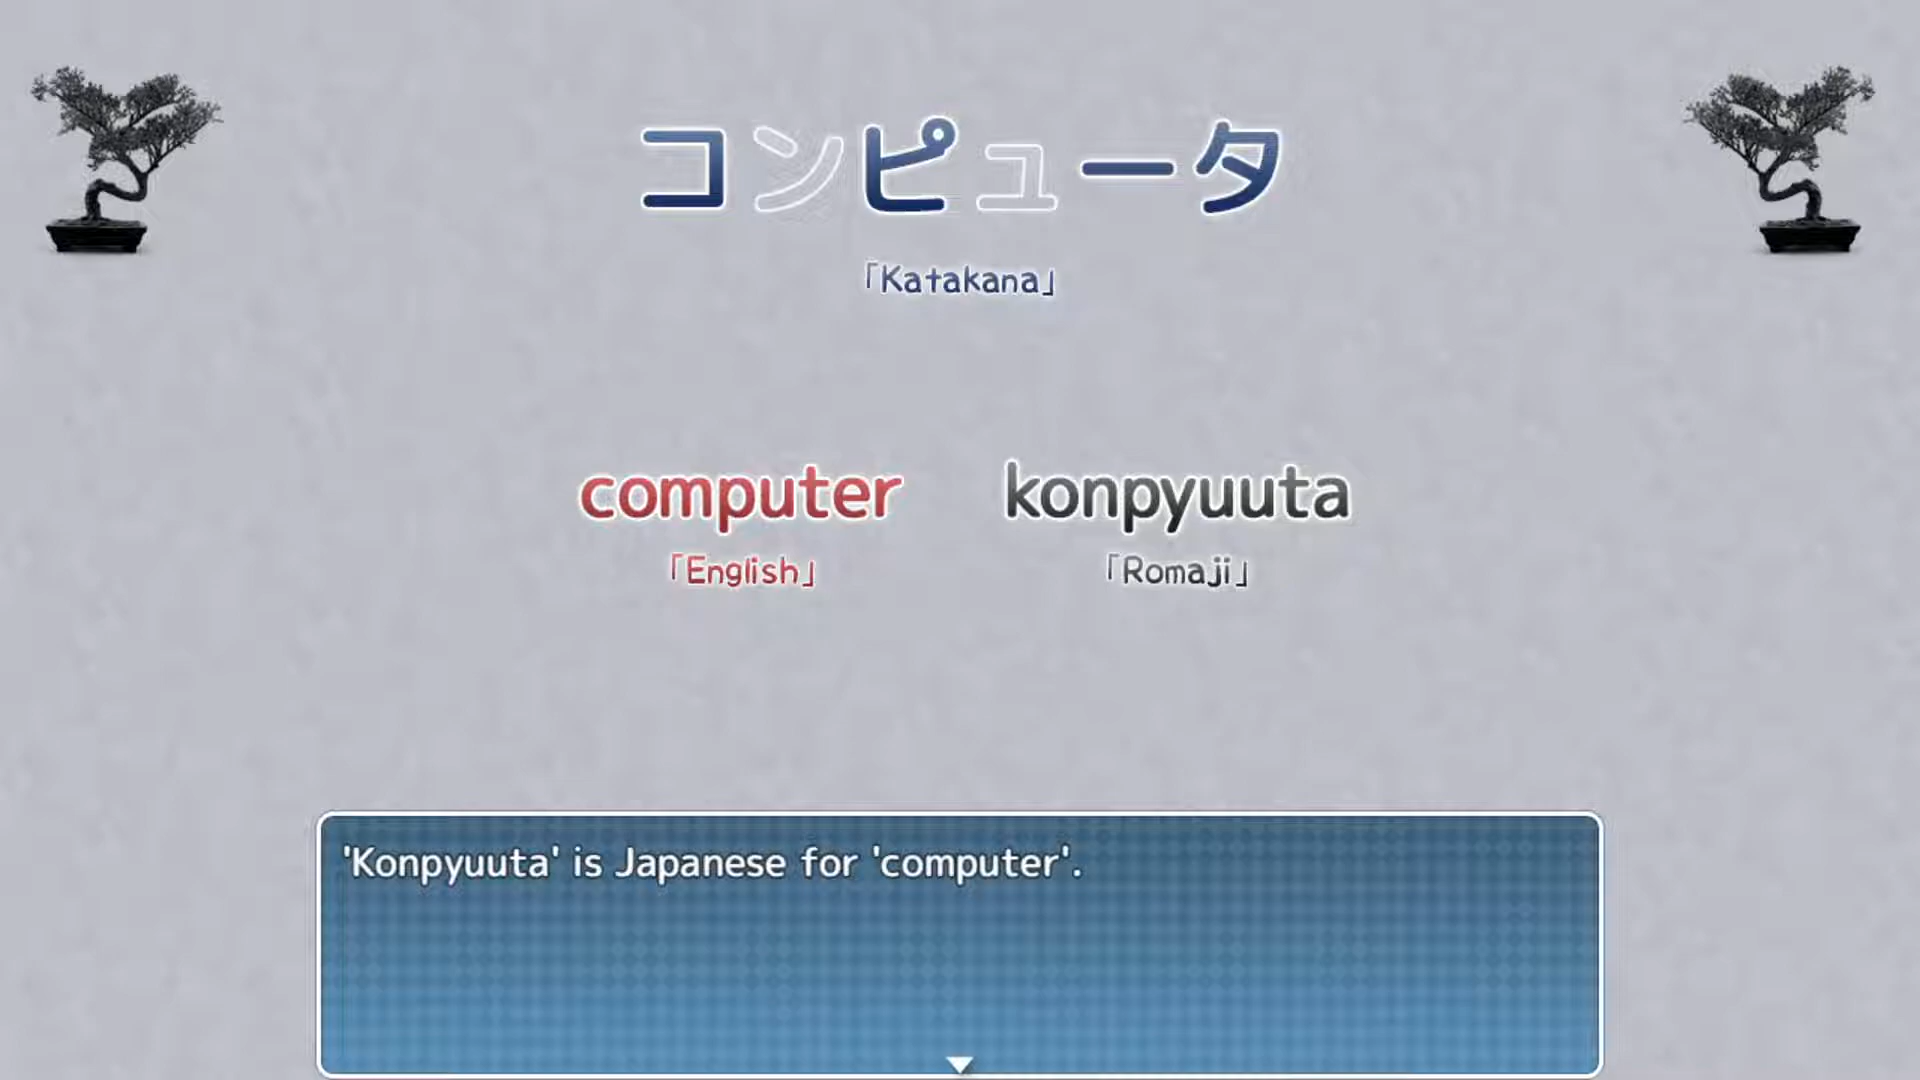 コンピュータ
「Katakana」
computer konpyuuta
「English」 「Romaji」
'Konpyuuta' is Japanese for 'computer'.